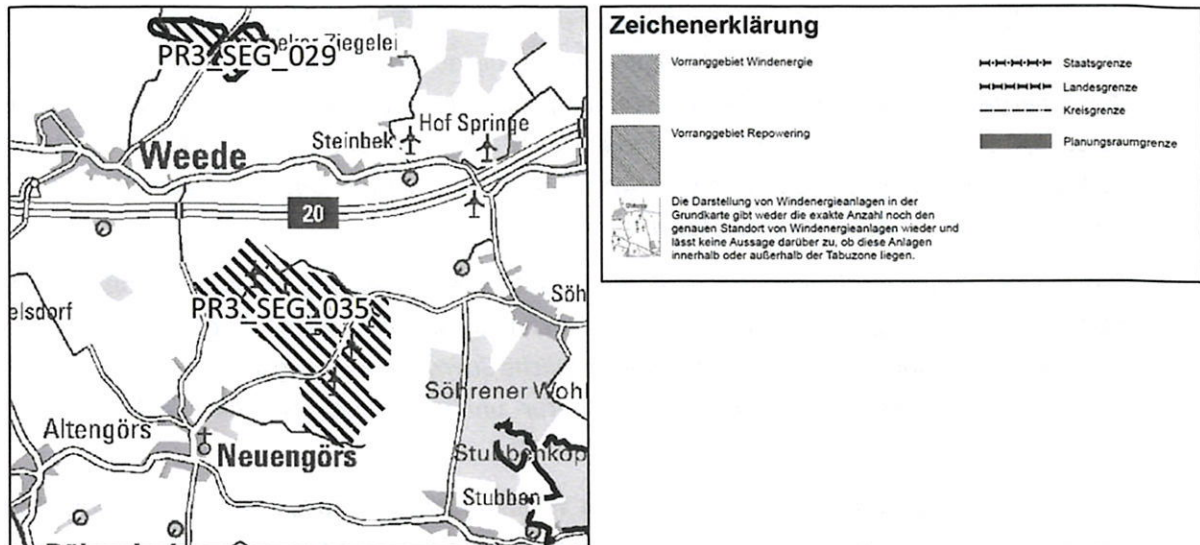 PR3_SEG_029
Ziegelei
Weede
Steinbek
Hof Springe
20
PR3_SEG_035
elsdorf
Söh
Söhrener Wohl
Altengörs
Neuengörs
Stubben
Zeichenerklärung
Vorranggebiet Windenergie
Vorranggebiet Repowering
Die Darstellung von Windenergieanlagen in der
Grundkarte gibt weder die exakte Anzahl noch den
genauen Standort von Windenergieanlagen wieder und
lässt keine Aussage darüber zu, ob diese Anlagen
innerhalb oder außerhalb der Tabuzone liegen.
Staatsgrenze
Landesgrenze
Kreisgrenze
Planungsraumgrenze